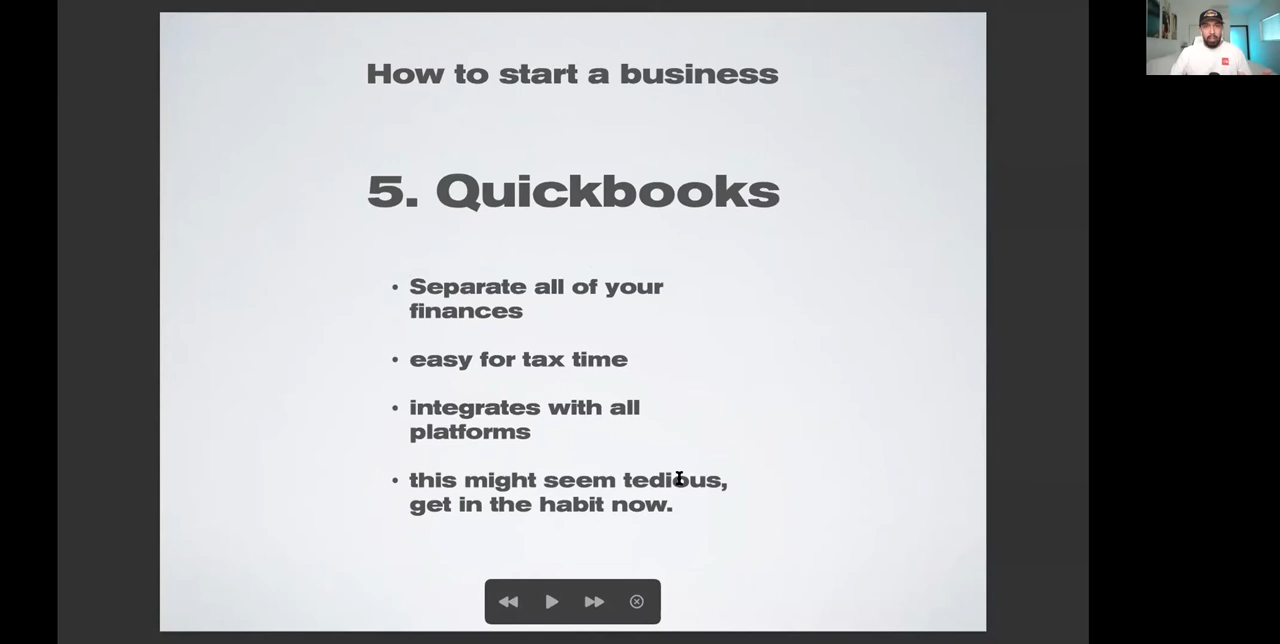 How to start a business
5. Quickbooks
• Separate all of your
finances
• easy for tax time
• integrates with all
platforms
• this might seem tedious,
get in the habit now.